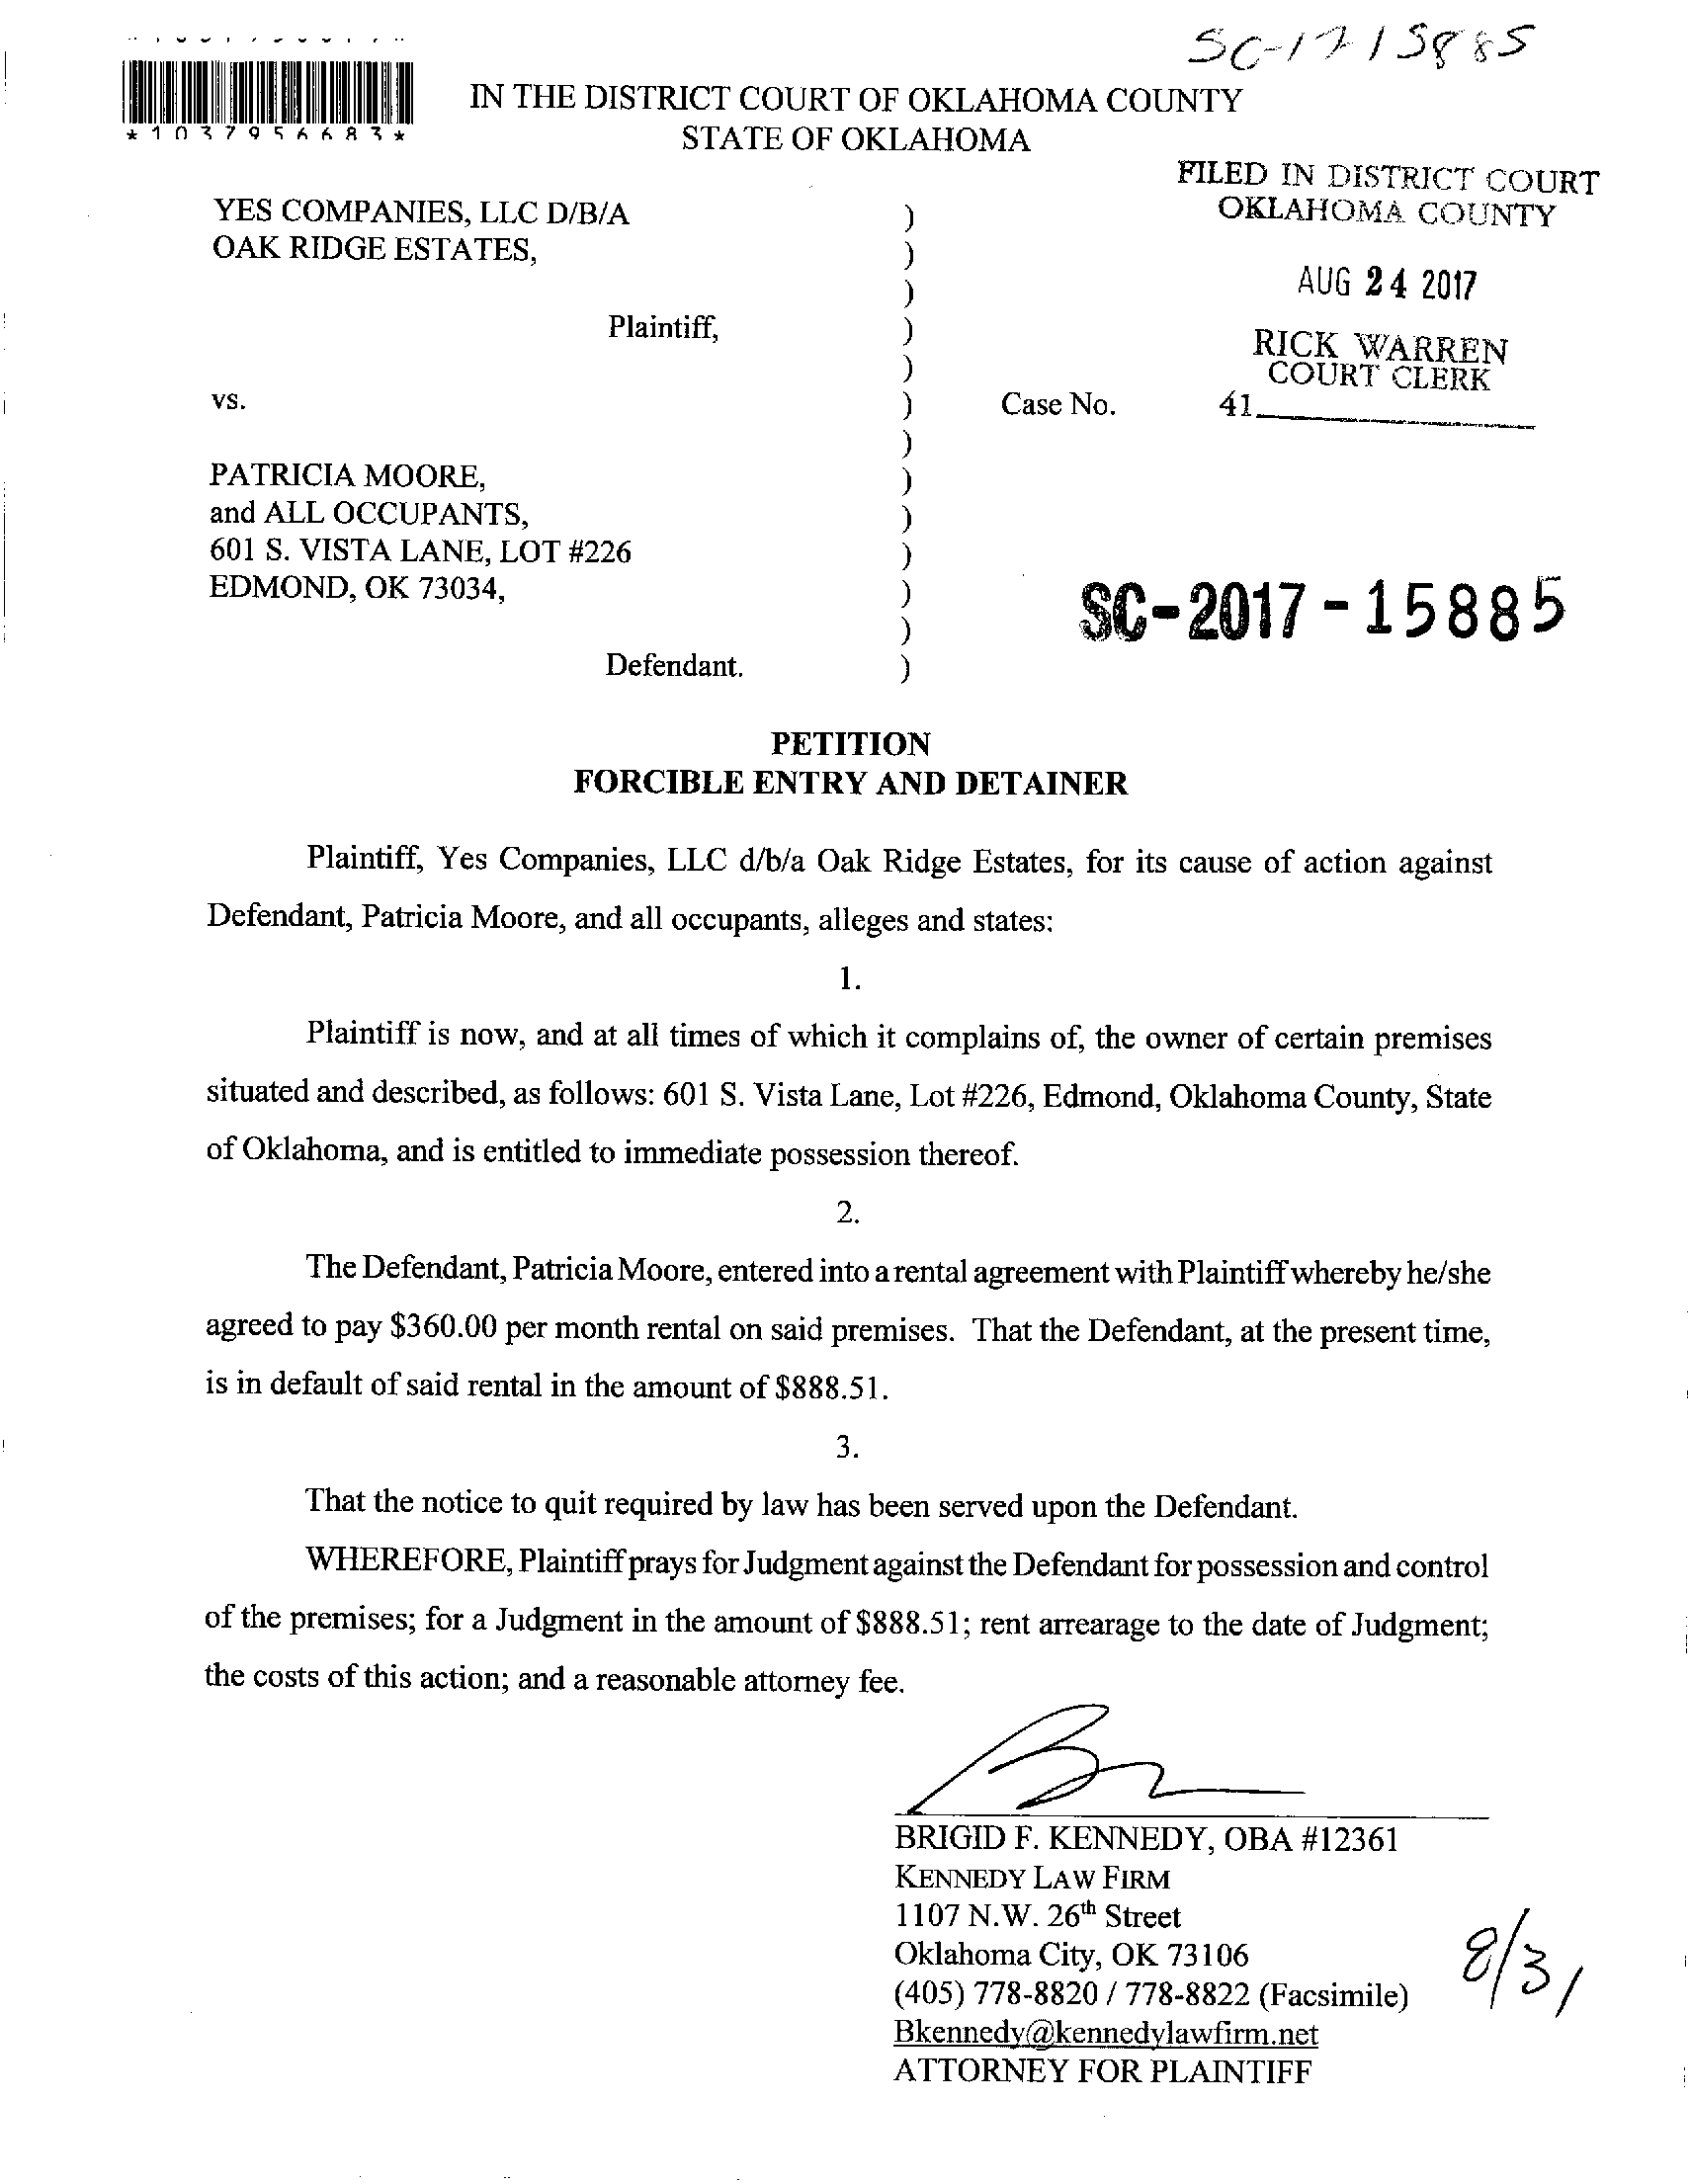 SC-1715885
*1037956683*
IN THE DISTRICT COURT OF OKLAHOMA COUNTY
STATE OF OKLAHOMA
FILED IN DISTRICT COURT
OKLAHOMA COUNTY
AUG 24 2017
RICK WARREN
COURT CLERK
41
YES COMPANIES, LLC D/B/A )
OAK RIDGE ESTATES, )
)
Plaintiff, )
)
vs. ) Case No.
)
PATRICIA MOORE, )
and ALL OCCUPANTS, )
601 S. VISTA LANE, LOT #226 )
EDMOND, OK 73034, )
)
Defendant. )
SC-2017-15885
PETITION
FORCIBLE ENTRY AND DETAINER
Plaintiff, Yes Companies, LLC d/b/a Oak Ridge Estates, for its cause of action against
Defendant, Patricia Moore, and all occupants, alleges and states:
1.
Plaintiff is now, and at all times of which it complains of, the owner of certain premises
situated and described, as follows: 601 S. Vista Lane, Lot #226, Edmond, Oklahoma County, State
of Oklahoma, and is entitled to immediate possession thereof.
2.
The Defendant, Patricia Moore, entered into a rental agreement with Plaintiff whereby he/she
agreed to pay $360.00 per month rental on said premises. That the Defendant, at the present time,
is in default of said rental in the amount of $888.51.
3.
That the notice to quit required by law has been served upon the Defendant.
WHEREFORE, Plaintiff prays for Judgment against the Defendant for possession and control
of the premises; for a Judgment in the amount of $888.51; rent arrearage to the date of Judgment;
the costs of this action; and a reasonable attorney fee.
BRIGID F. KENNEDY, OBA #12361
KENNEDY LAW FIRM
1107 N.W. 26th Street
Oklahoma City, OK 73106
(405) 778-8820 / 778-8822 (Facsimile)
Bkennedy@kennedylawfirm.net
ATTORNEY FOR PLAINTIFF
8/31